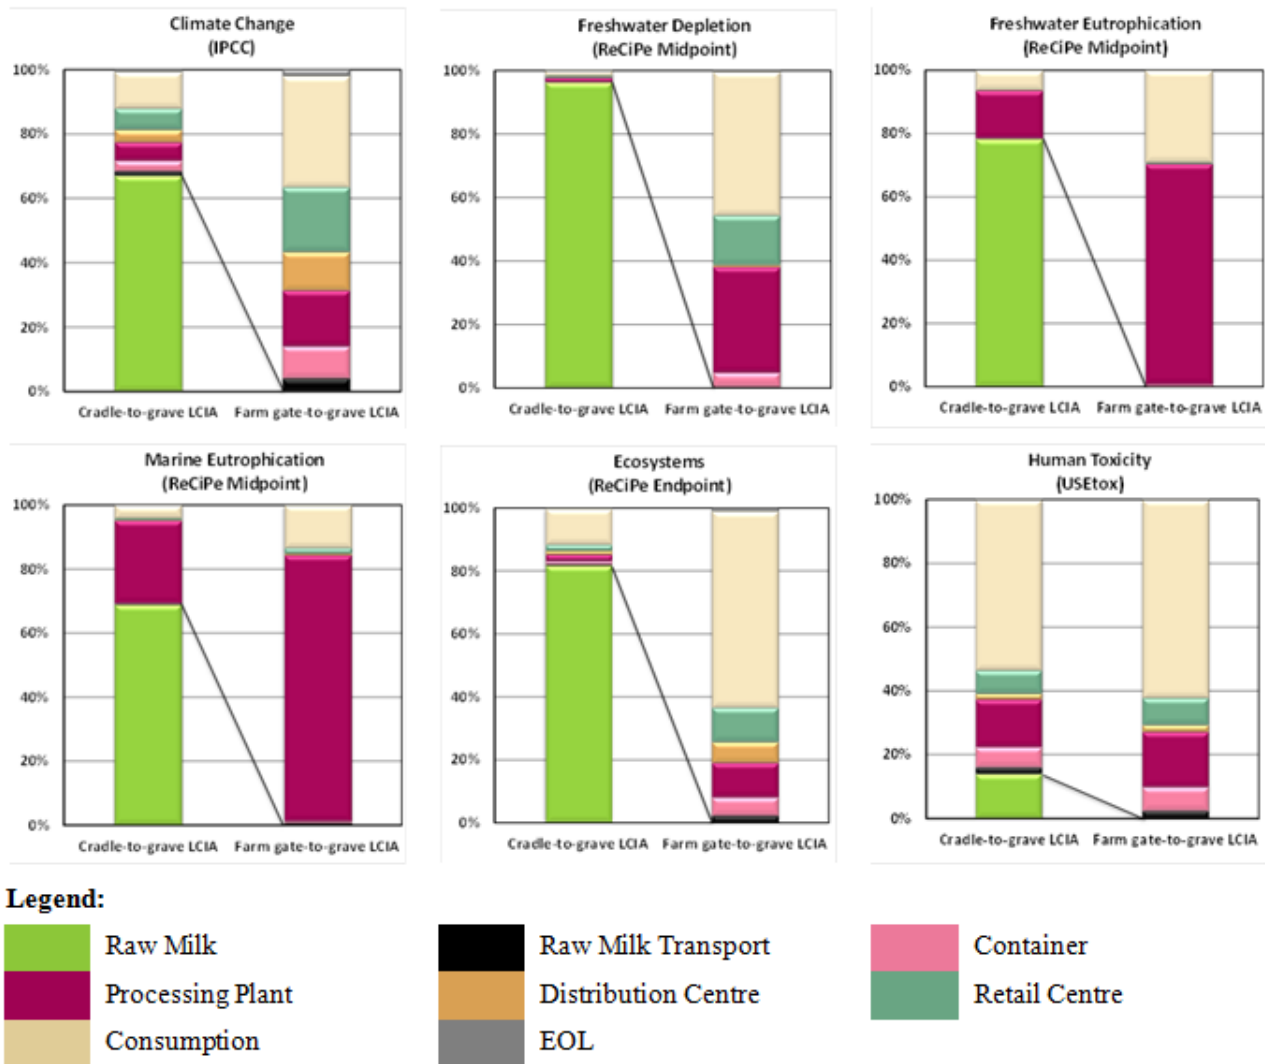 Climate Change
(IPCC)
100%
80%
60%
40%
20%
0%
Cradle-to-grave LCIA Farm gate-to-grave LCIA
Freshwater Depletion
(ReCiPe Midpoint)
100%
80%
60%
40%
20%
0%
Cradle-to-grave LCIA Farm gate-to-grave LCIA
Freshwater Eutrophication
(ReCiPe Midpoint)
100%
80%
60%
40%
20%
0%
Cradle-to-grave LCIA Farm gate-to-grave LCIA
Marine Eutrophication
(ReCiPe Midpoint)
100%
80%
60%
40%
20%
0%
Cradle-to-grave LCIA Farm gate-to-grave LCIA
Ecosystems
(ReCiPe Endpoint)
100%
80%
60%
40%
20%
0%
Cradle-to-grave LCIA Farm gate-to-grave LCIA
Human Toxicity
(USEtox)
100%
80%
60%
40%
20%
0%
Cradle-to-grave LCIA Farm gate-to-grave LCIA
Legend:
Raw Milk
Raw Milk Transport
Container
Processing Plant
Distribution Centre
Retail Centre
Consumption
EOL